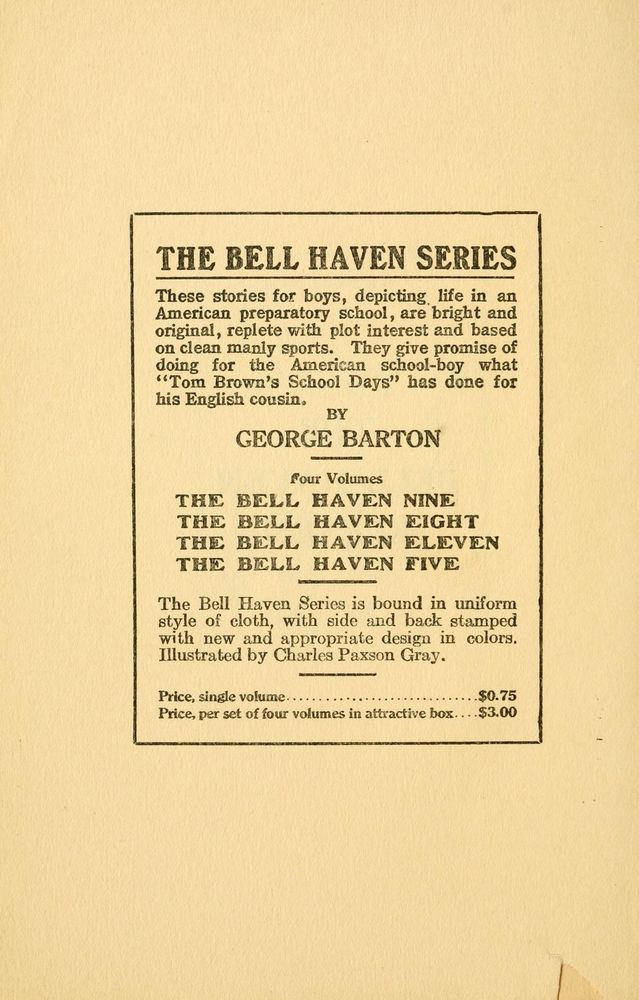 THE BELL HAVEN SERIES
These stories for boys, depicting life in an
American preparatory school, are bright and
original, replete with plot interest and based
on clean manly sports. They give promise of
doing for the American school-boy what
“Tom Brown’s School Days” has done for
his English cousin.
BY
GEORGE BARTON
Four Volumes
THE BELL HAVEN NINE
THE BELL HAVEN EIGHT
THE BELL HAVEN ELEVEN
THE BELL HAVEN FIVE
The Bell Haven Series is bound in uniform
style of cloth, with side and back stamped
with new and appropriate design in colors.
Illustrated by Charles Paxson Gray.
Price, single volume..............................$0.75
Price, per set of four volumes in attractive box....$3.00